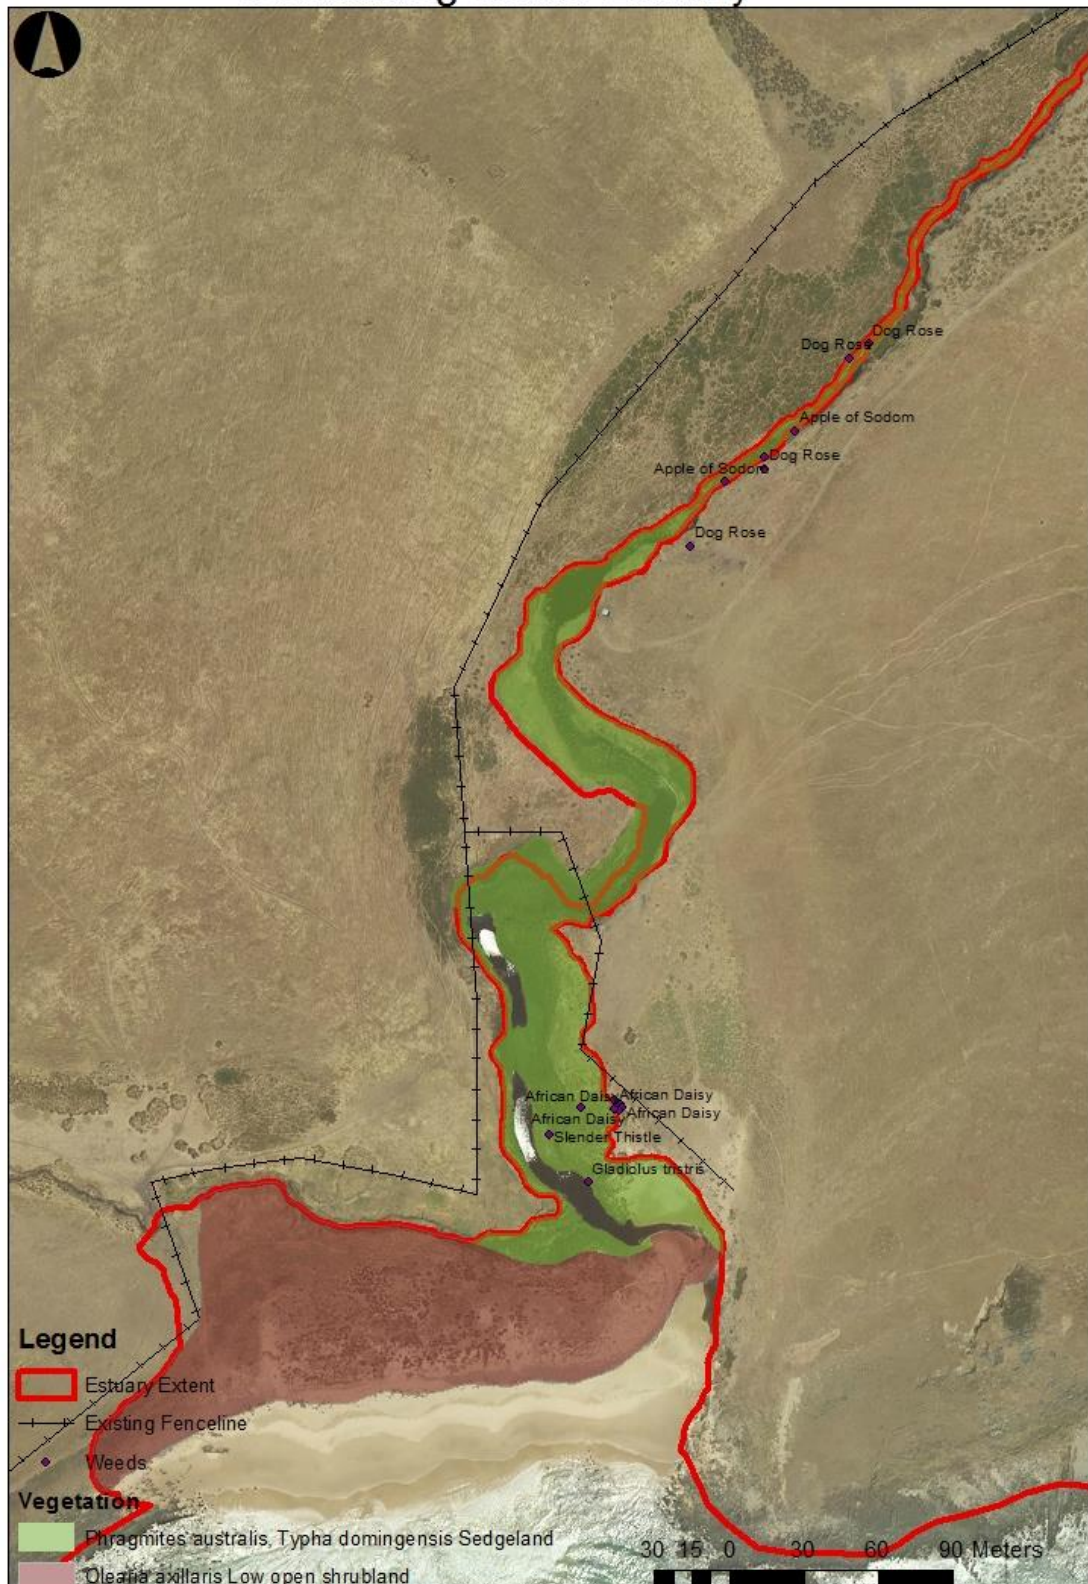 Dog Rose
Dog Rose
Apple of Sodom
Dog Rose
Apple of Sodom
Dog Rose
African Daisy
African Daisy
African Daisy
African Daisy
Slender Thistle
Gladiolus tristis
Legend
Estuary Extent
Existing Fenceline
Weeds
Vegetation
Phragmites australis, Typha domingensis Sedgeland
Olearia axillaris Low open shrubland
30 15 0 30 60 90 Meters